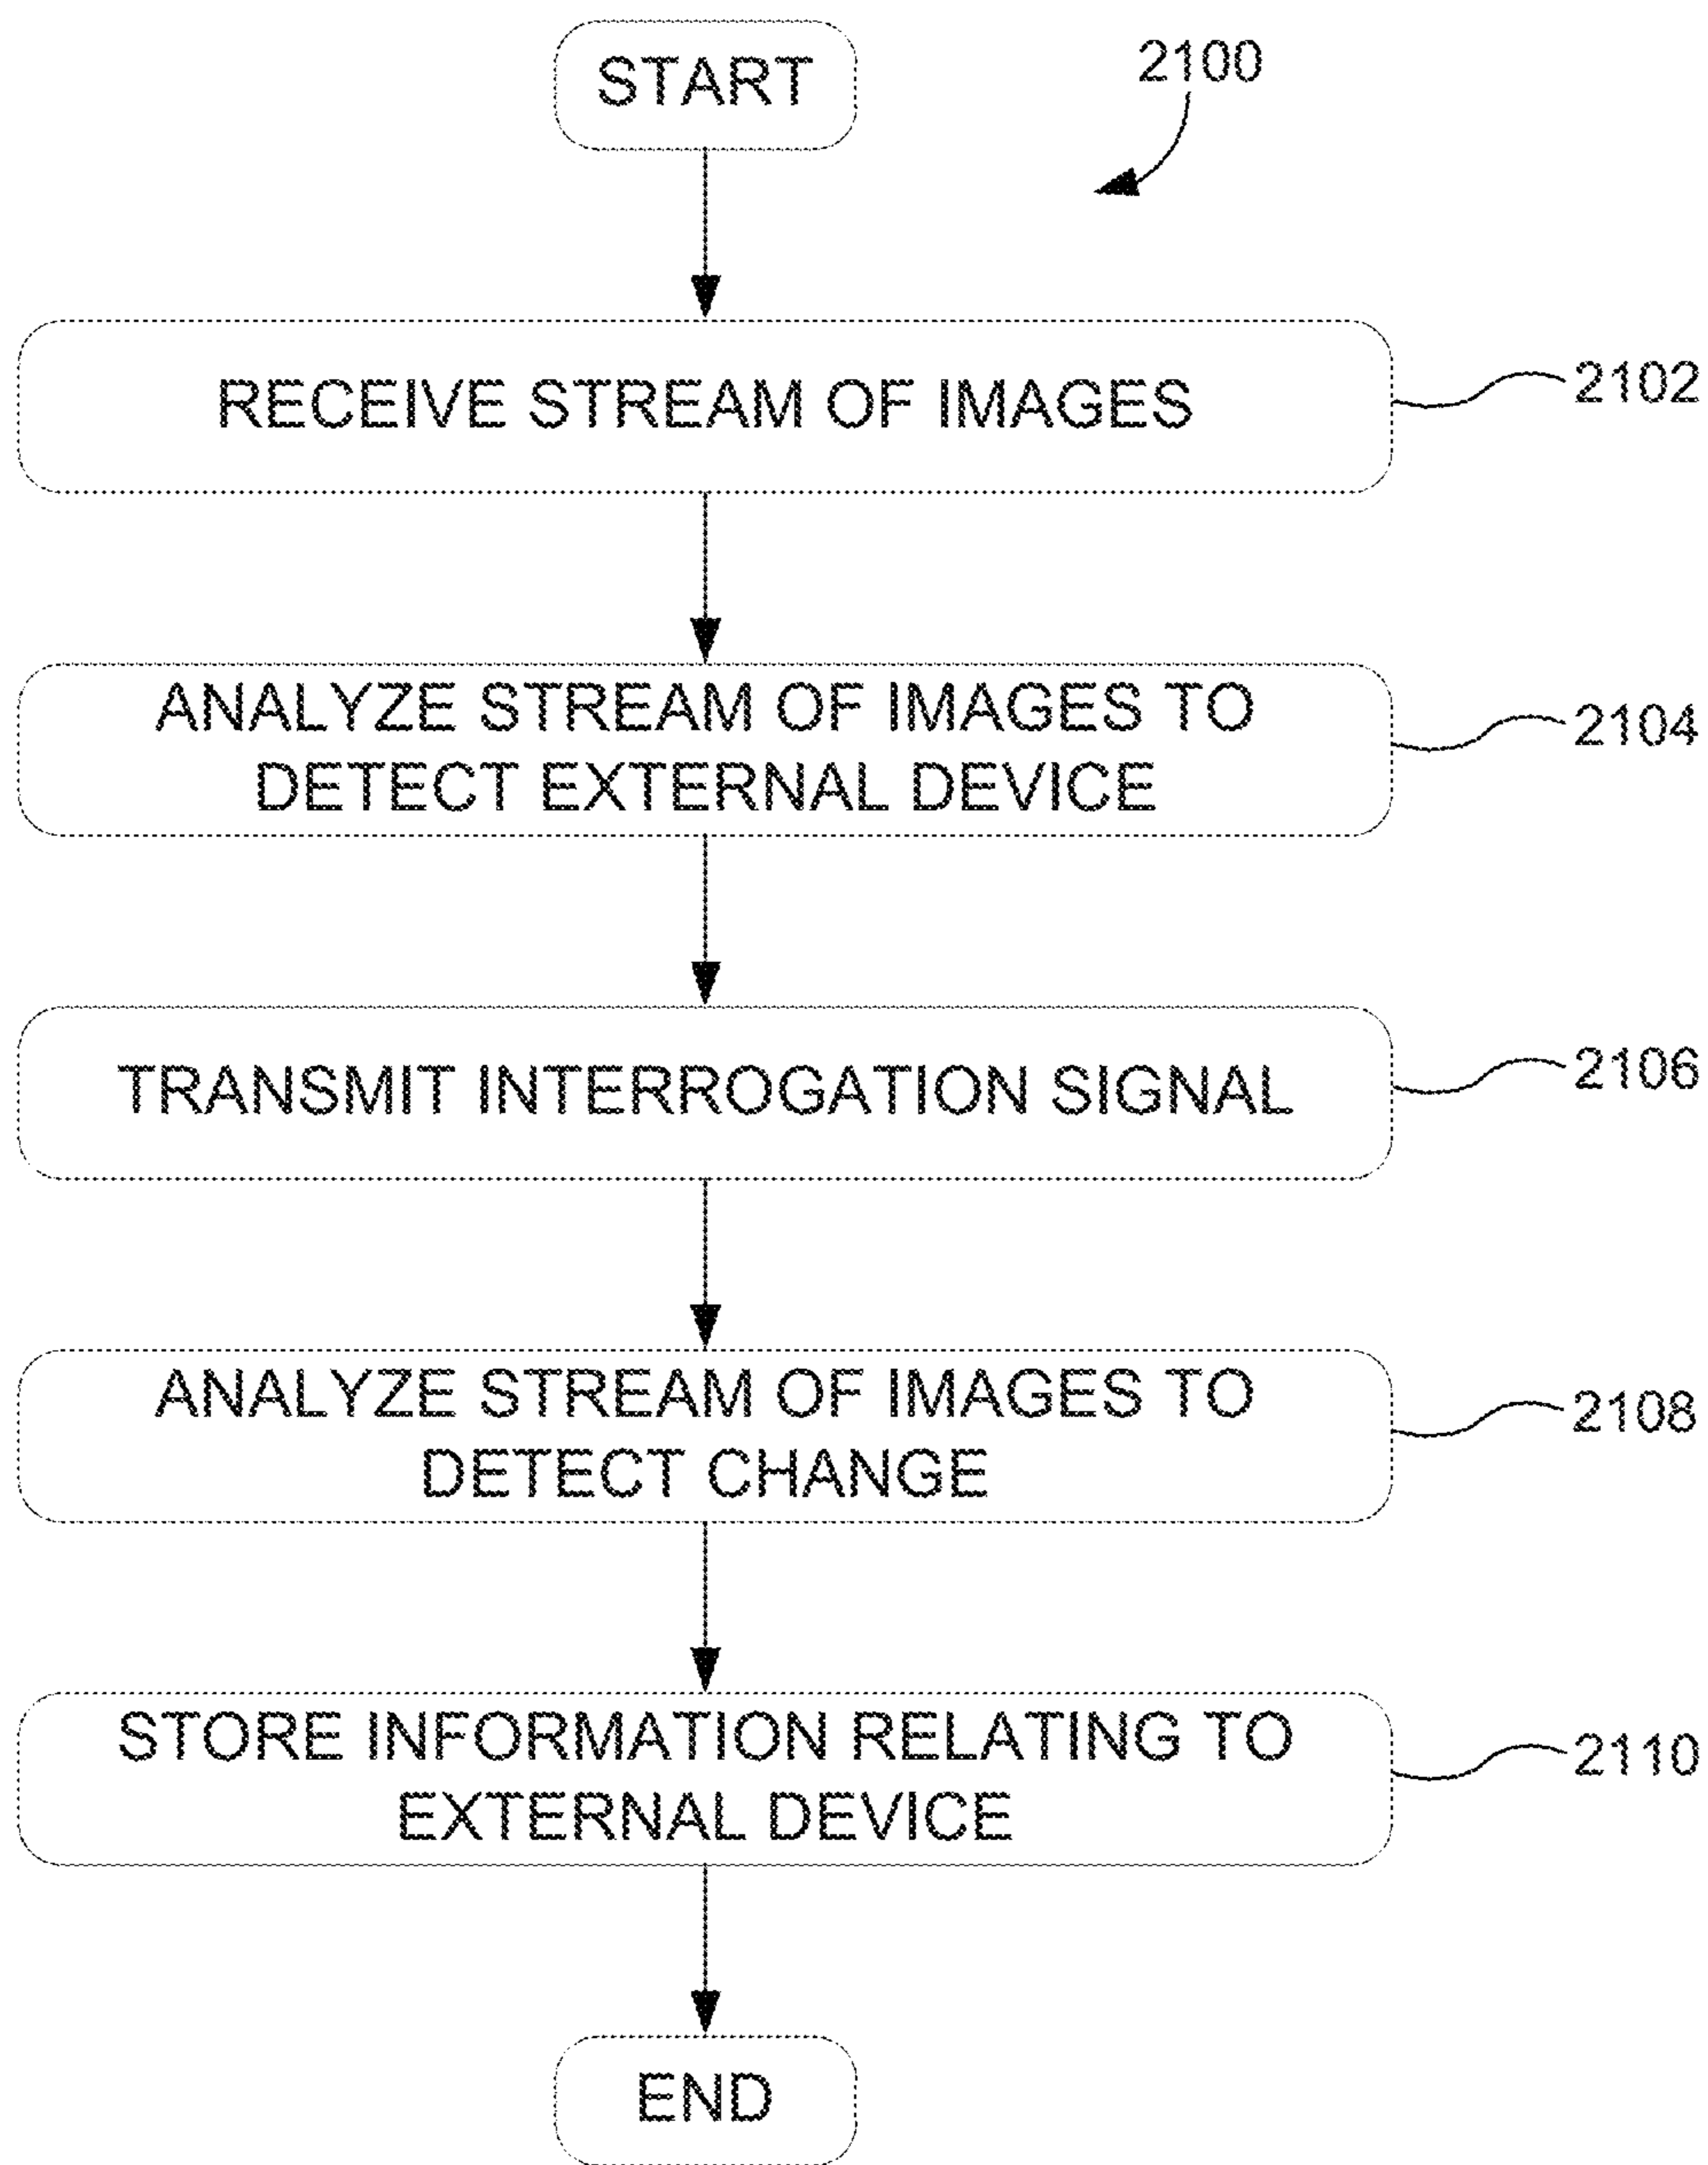 START
2100
RECEIVE STREAM OF IMAGES
2102
ANALYZE STREAM OF IMAGES TO
DETECT EXTERNAL DEVICE
2104
TRANSMIT INTERROGATION SIGNAL
2106
ANALYZE STREAM OF IMAGES TO
DETECT CHANGE
2108
STORE INFORMATION RELATING TO
EXTERNAL DEVICE
2110
END